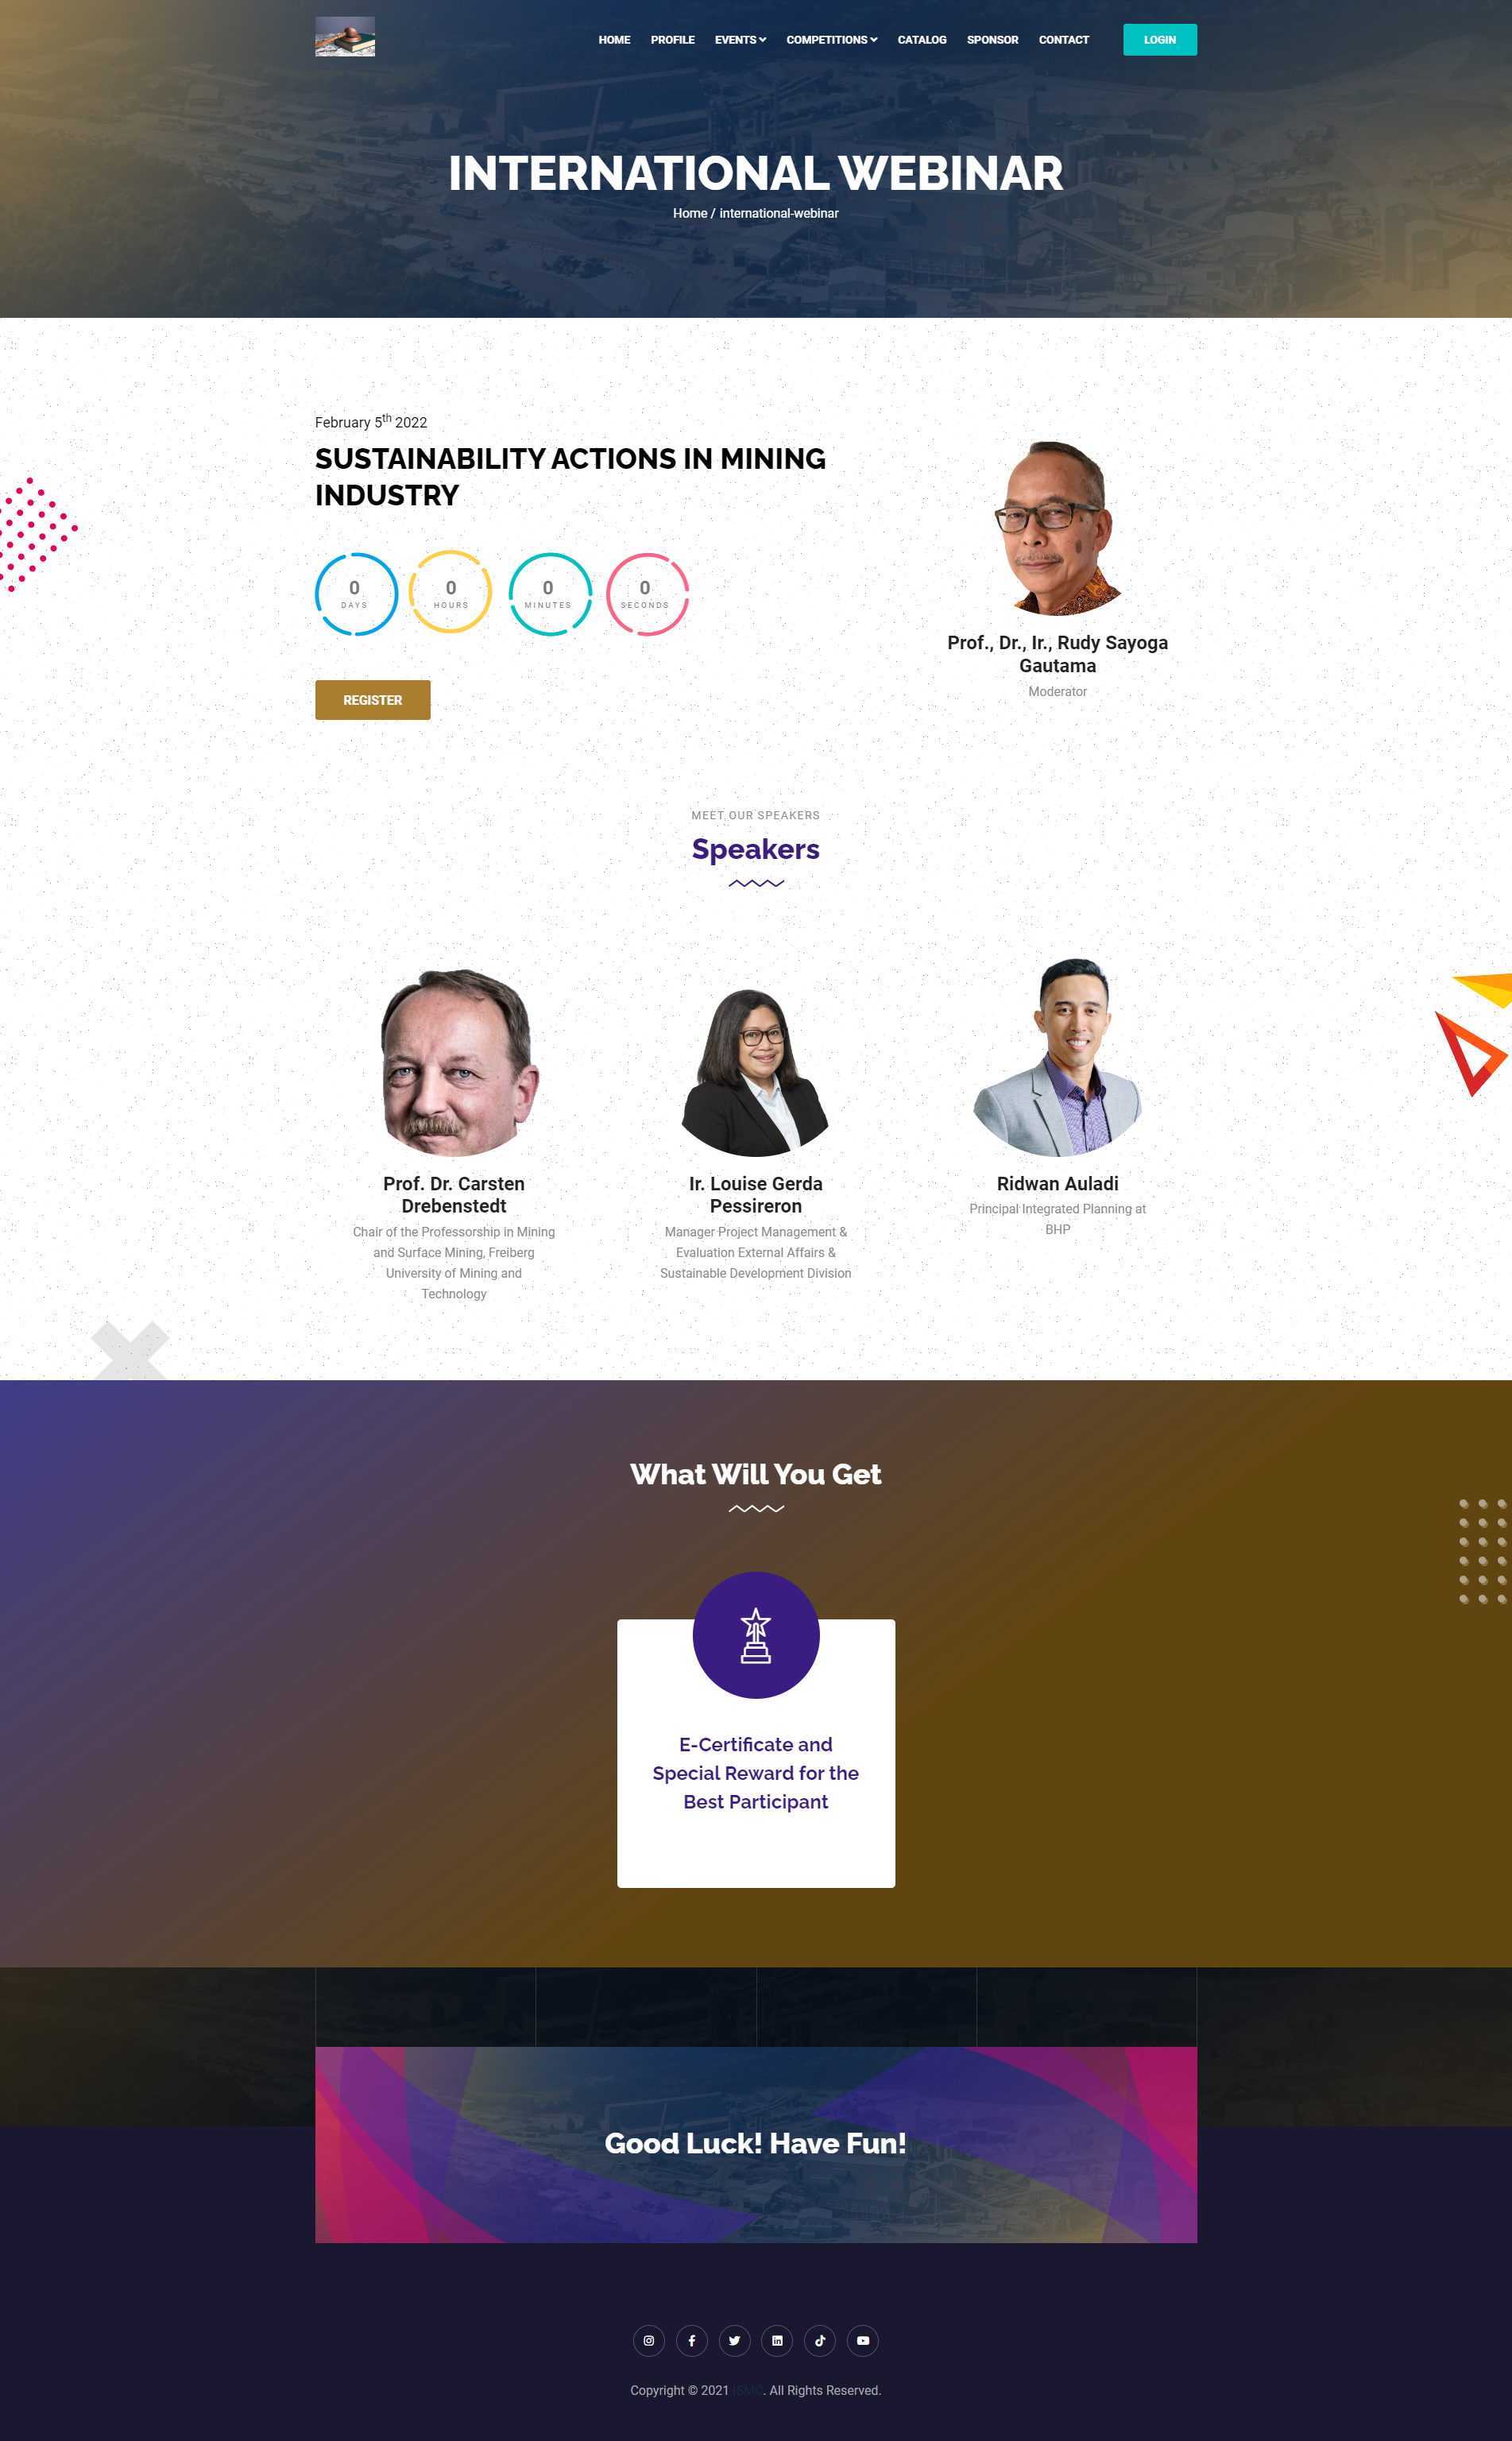 HOME PROFILE EVENTS COMPETITIONS CATALOG SPONSOR CONTACT LOGIN
INTERNATIONAL WEBINAR
Home / international-webinar
February 5th 2022
SUSTAINABILITY ACTIONS IN MINING
INDUSTRY
0 0 0 0
DAYS HOURS MINUTES SECONDS
REGISTER
Prof., Dr., Ir., Rudy Sayoga
Gautama
Moderator
MEET OUR SPEAKERS
Speakers
Prof. Dr. Carsten
Drebenstedt
Chair of the Professorship in Mining
and Surface Mining, Freiberg
University of Mining and
Technology
Ir. Louise Gerda
Pessireron
Manager Project Management &
Evaluation External Affairs &
Sustainable Development Division
Ridwan Auladi
Principal Integrated Planning at
BHP
What Will You Get
E-Certificate and
Special Reward for the
Best Participant
Good Luck! Have Fun!
Copyright © 2021 ISMC. All Rights Reserved.